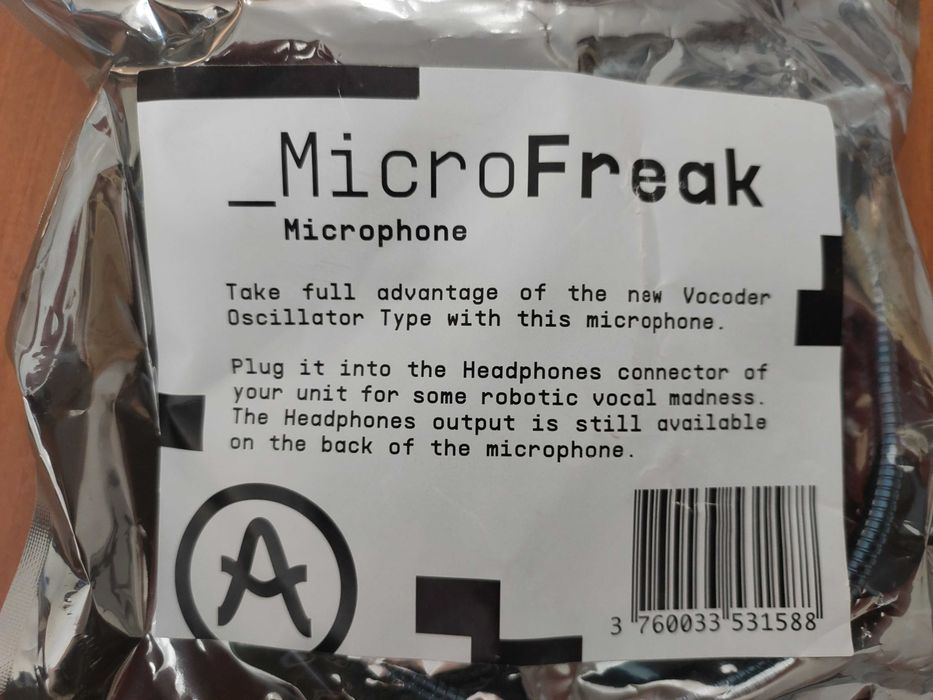 _MicroFreak
Microphone
Take full advantage of the new Vocoder
Oscillator Type with this microphone.
Plug it into the Headphones connector of
your unit for some robotic vocal madness.
The Headphones output is still available
on the back of the microphone.
3 760033 531588